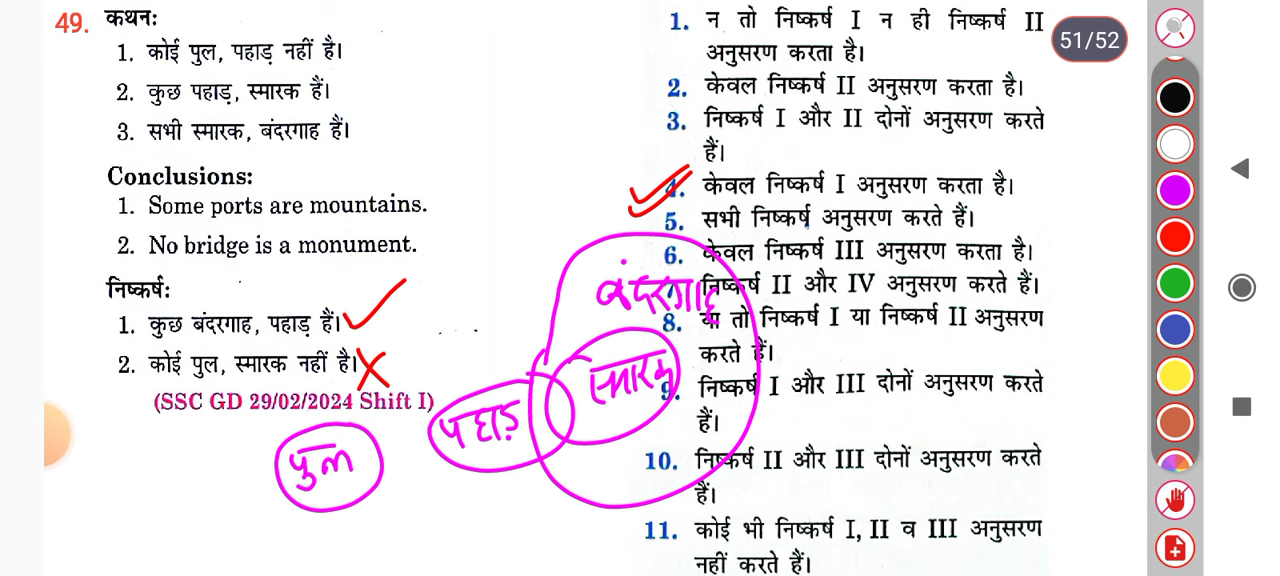 49. कथन:
1. कोई पुल, पहाड़ नहीं है।
2. कुछ पहाड़, स्मारक हैं।
3. सभी स्मारक, बंदरगाह हैं।
Conclusions:
1. Some ports are mountains.
2. No bridge is a monument.
निष्कर्ष:
1. कुछ बंदरगाह, पहाड़ हैं।
2. कोई पुल, स्मारक नहीं है।
(SSC GD 29/02/2024 Shift I)
पुल
पहाड़
स्मारक
बंदरगाह
1. न तो निष्कर्ष I न ही निष्कर्ष II
अनुसरण करता है।
2. केवल निष्कर्ष II अनुसरण करता है।
3. निष्कर्ष I और II दोनों अनुसरण करते
हैं।
4. केवल निष्कर्ष I अनुसरण करता है।
5. सभी निष्कर्ष अनुसरण करते हैं।
6. केवल निष्कर्ष III अनुसरण करता है।
7. निष्कर्ष II और IV अनुसरण करते हैं।
8. या तो निष्कर्ष I या निष्कर्ष II अनुसरण
करते हैं।
9. निष्कर्ष I और III दोनों अनुसरण करते
हैं।
10. निष्कर्ष II और III दोनों अनुसरण करते
हैं।
11. कोई भी निष्कर्ष I, II व III अनुसरण
नहीं करते हैं।
51/52